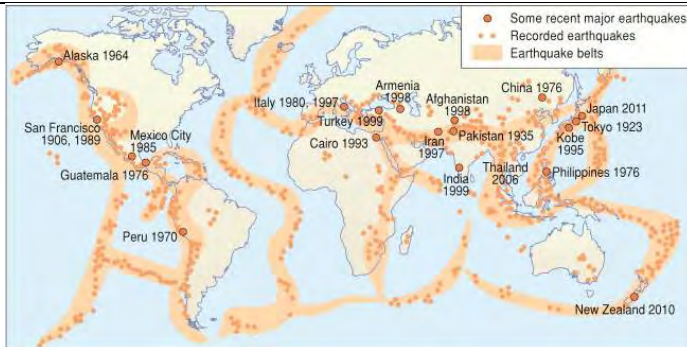 Some recent major earthquakes
Recorded earthquakes
Earthquake belts
Alaska 1964
Armenia
1998
China 1976
Italy 1980, 1997
Afghanistan
1998
Japan 2011
Turkey 1999
San Francisco
1906, 1989
Mexico City
1985
Tokyo 1923
Cairo 1993
Iran
1997
Pakistan 1935
Kobe
1995
Guatemala 1976
India
1999
Thailand
2006
Philippines 1976
Peru 1970
New Zealand 2010